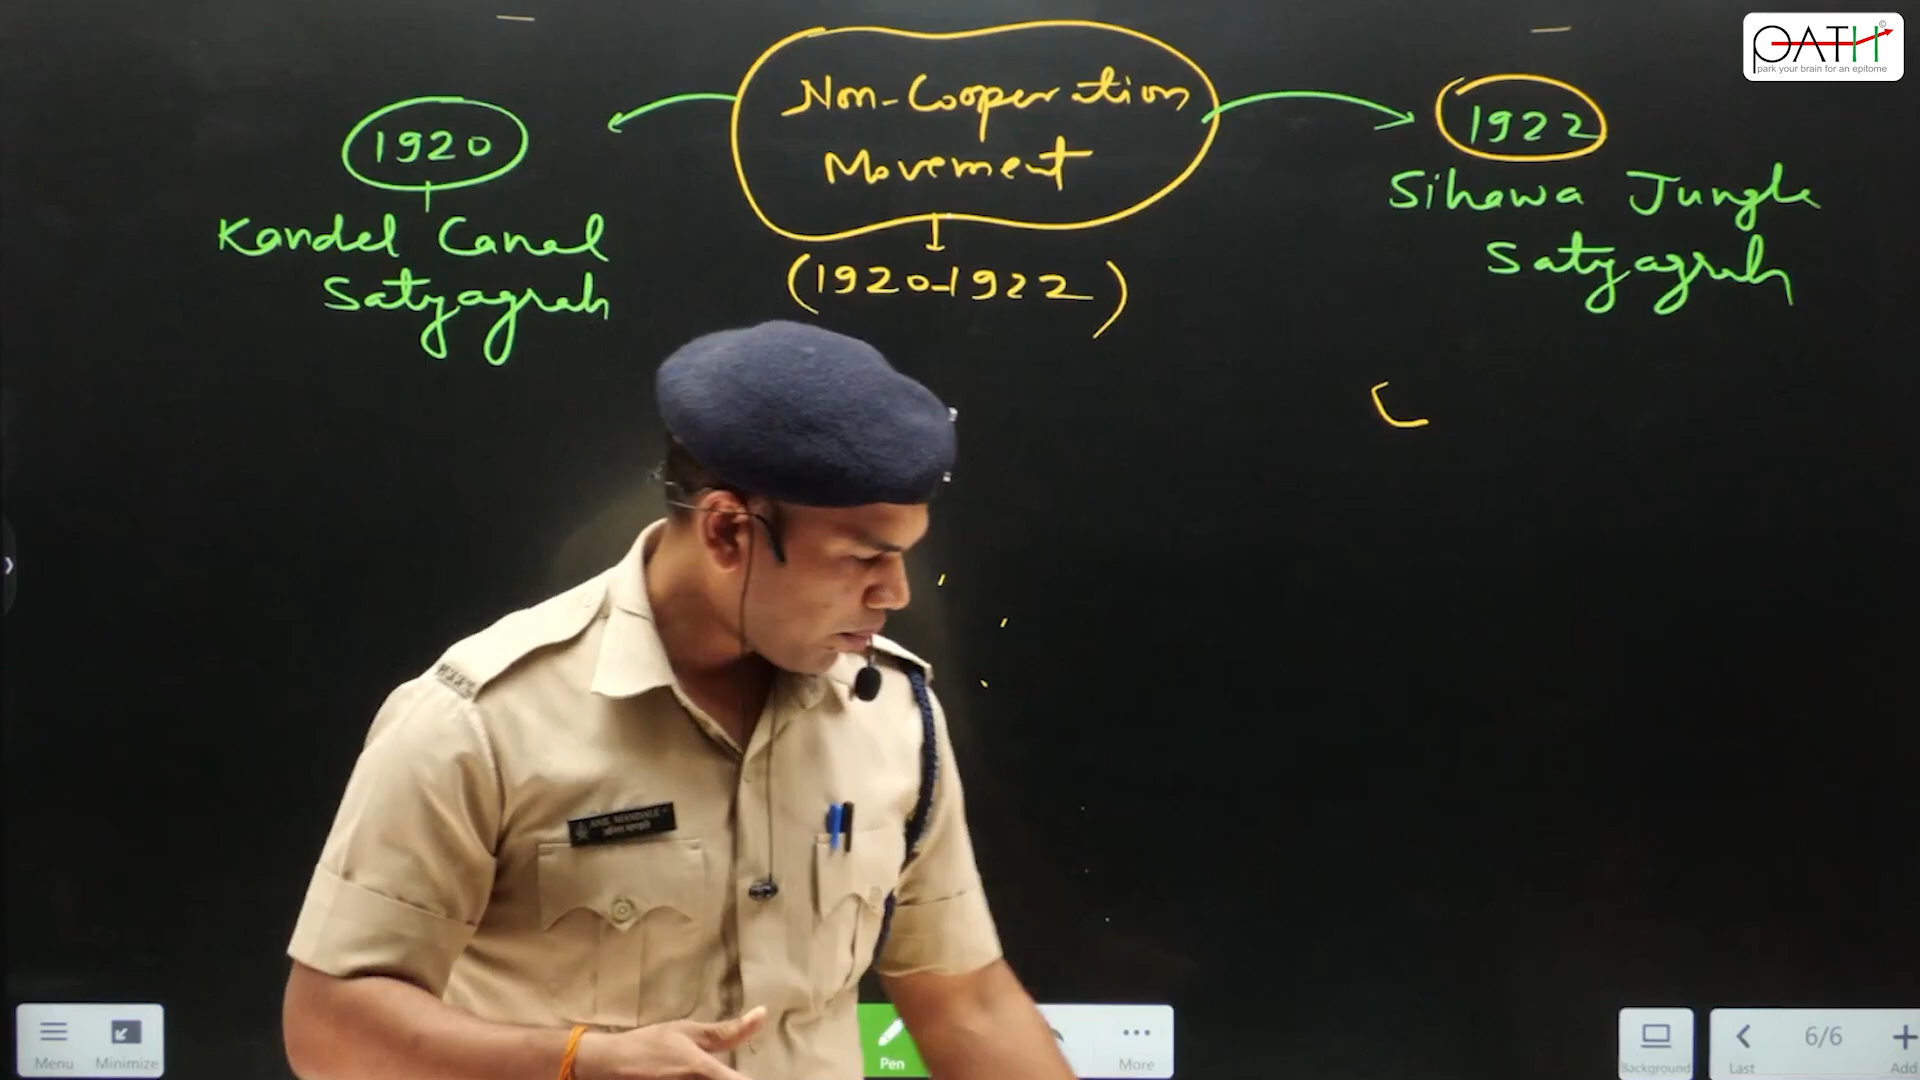 PATH©
park your brain for an epitome
Non-Cooperation
Movement
(1920-1922)
1920
Kandel Canal
Satyagrah
1922
Sihawa Jungle
Satyagrah
Menu
Minimize
Pen
More
Background
6/6
Last
Add